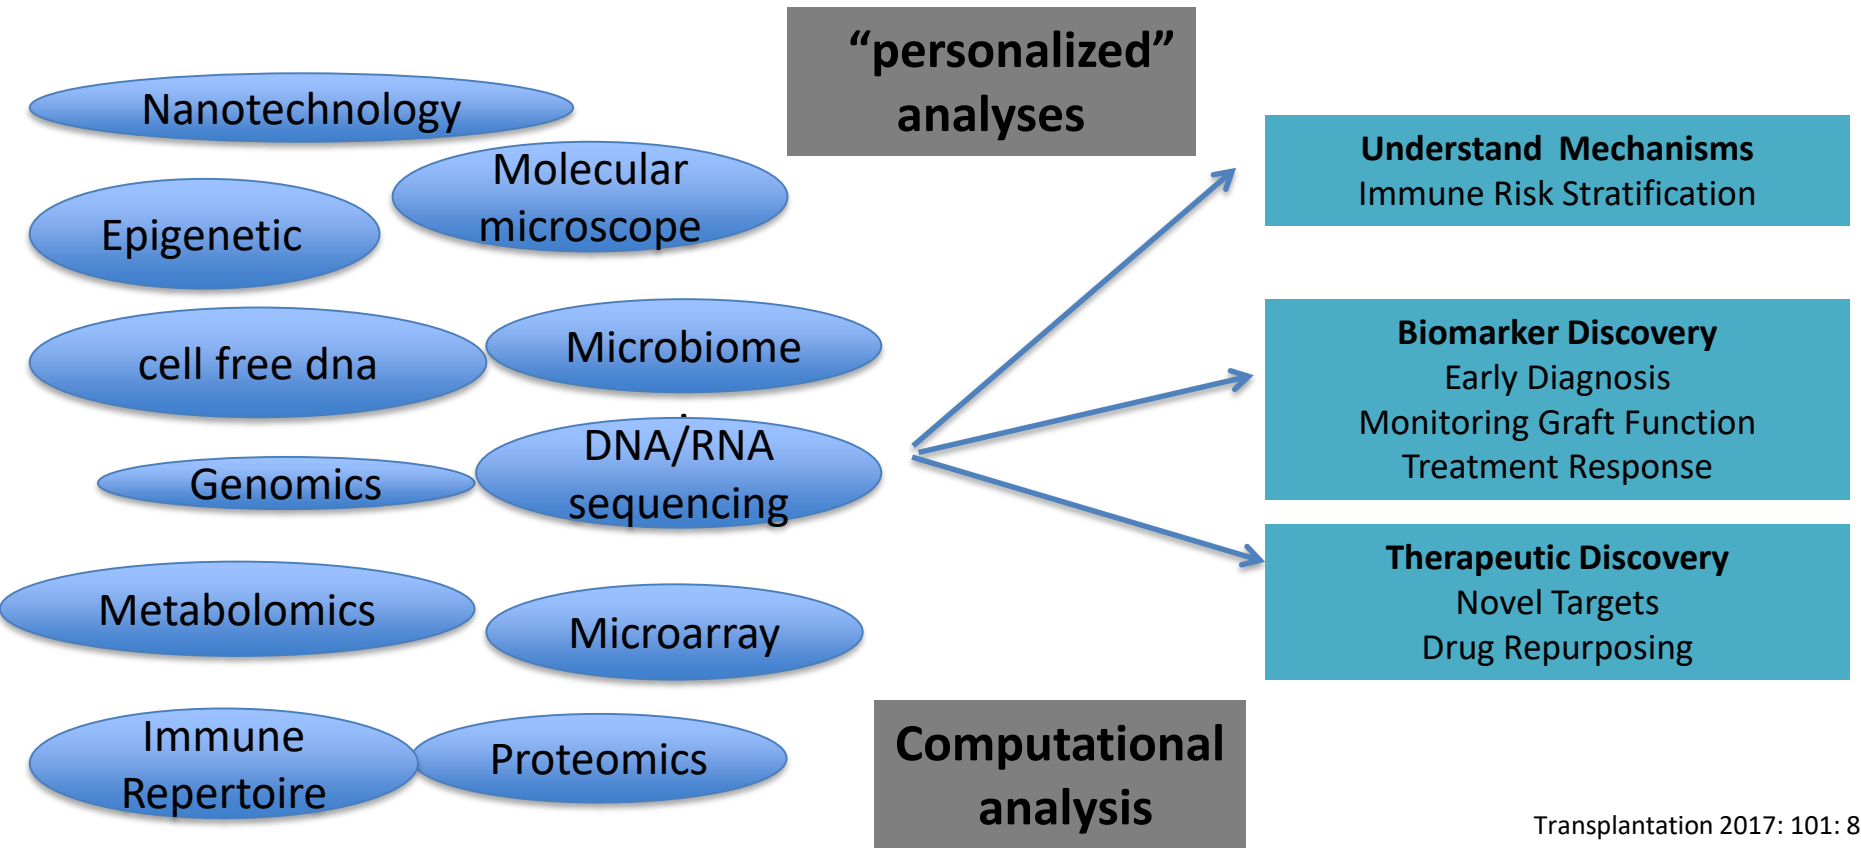 “personalized”
analyses
Nanotechnology
Molecular
microscope
Epigenetic
cell free dna
Microbiome
DNA/RNA
sequencing
Genomics
Metabolomics
Microarray
Immune
Repertoire
Proteomics
Computational
analysis
Understand Mechanisms
Immune Risk Stratification
Biomarker Discovery
Early Diagnosis
Monitoring Graft Function
Treatment Response
Therapeutic Discovery
Novel Targets
Drug Repurposing
Transplantation 2017: 101: 8